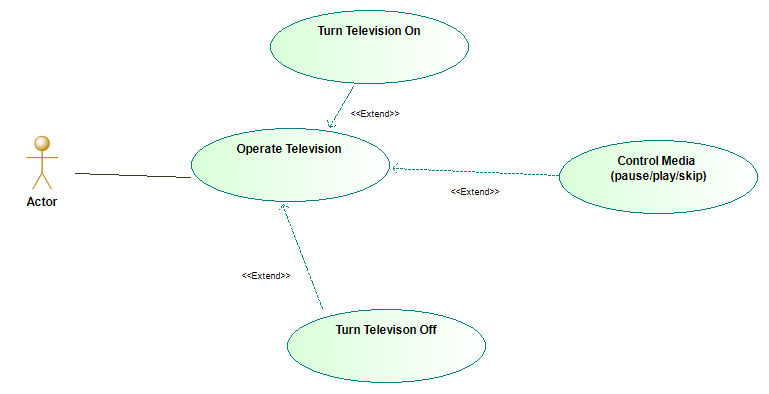 Turn Television On
<<Extend>>
Operate Television
Control Media
(pause/play/skip)
<<Extend>>
Actor
<<Extend>>
Turn Televison Off